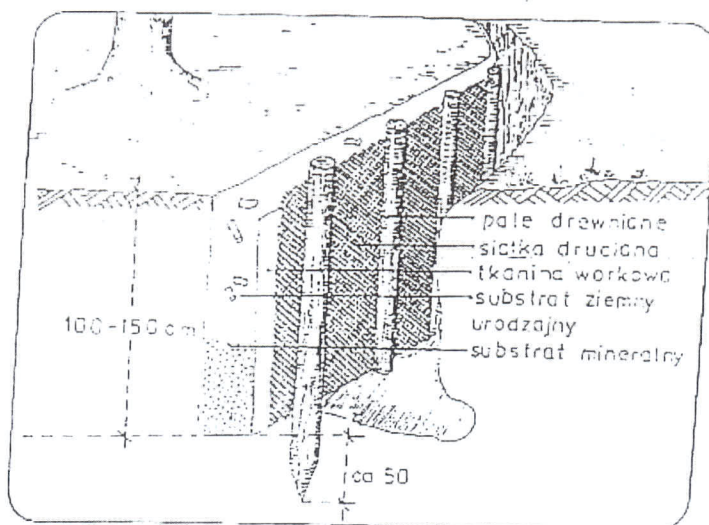 pale drewniane
siatka druciana
tkanina workowa
substrat ziemny
urodzajny
substrat mineralny
100-150 cm
ca 50